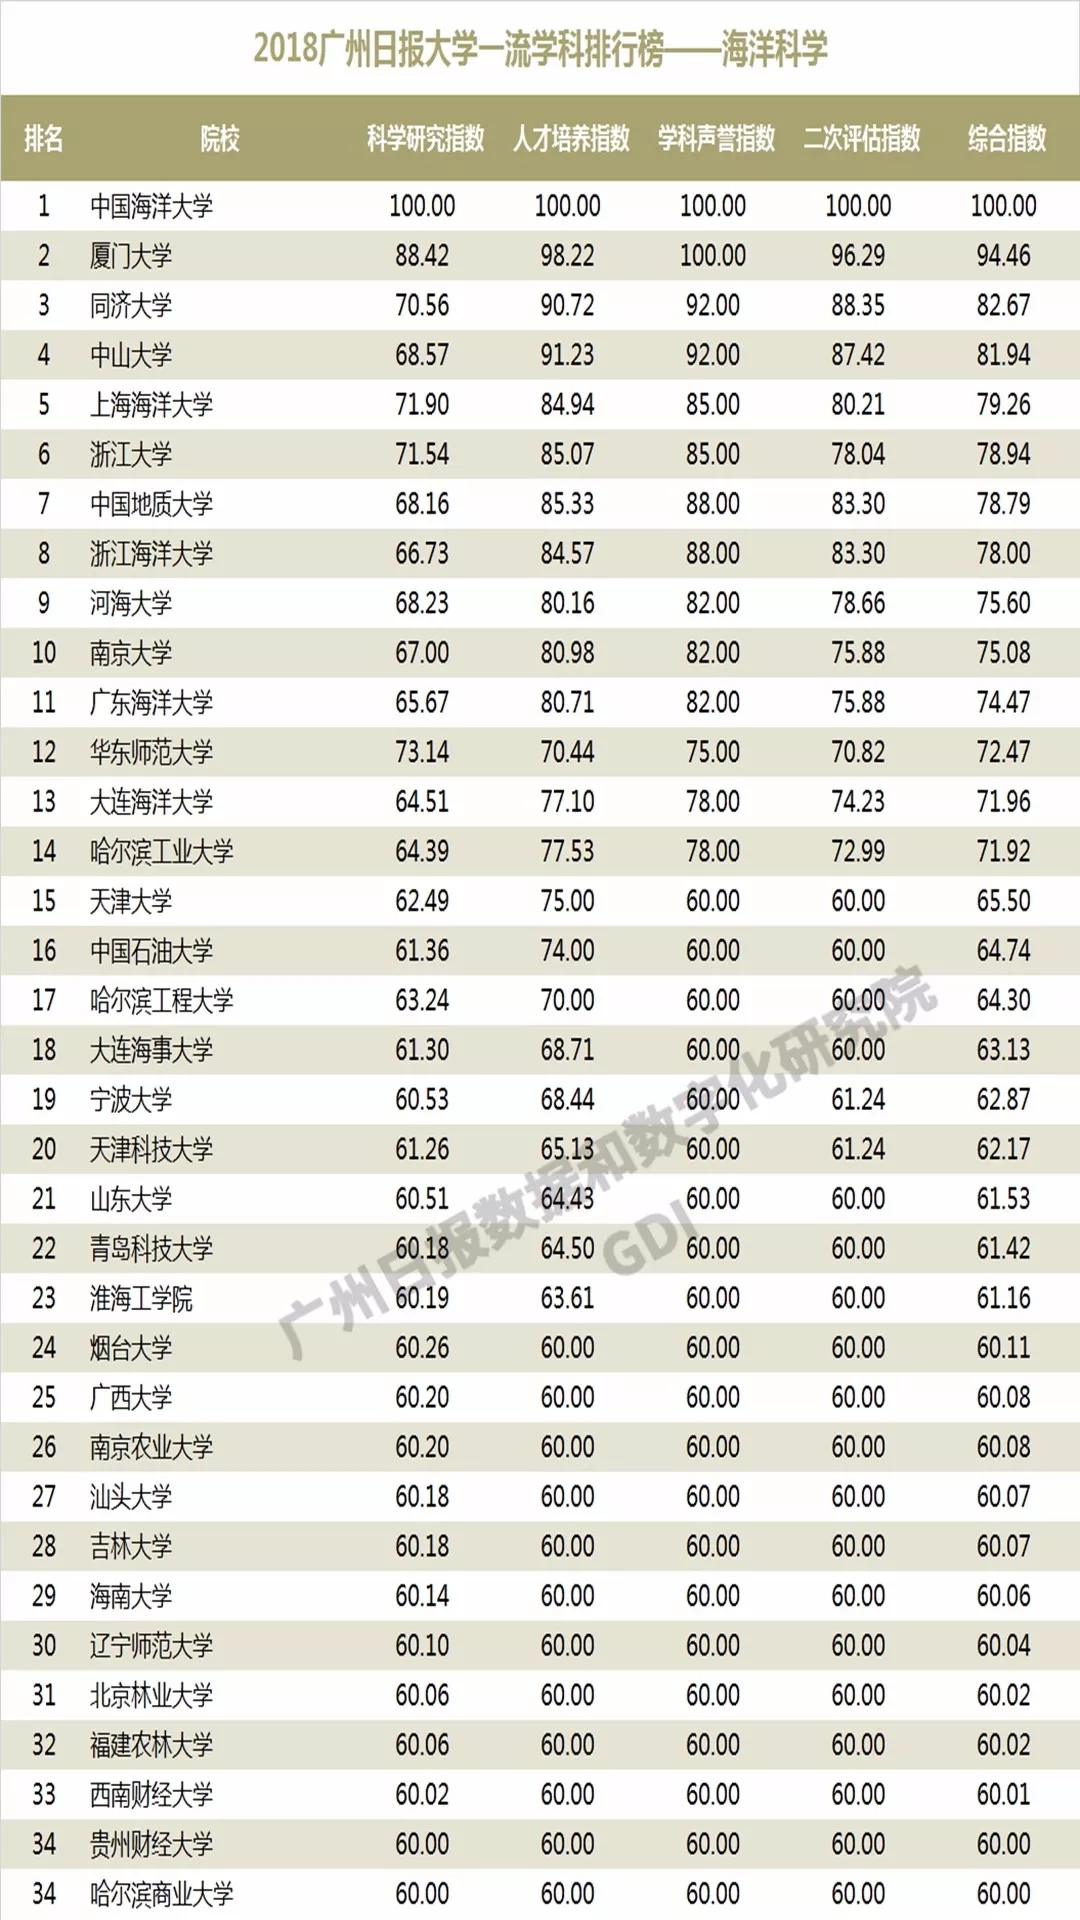 2018广州日报大学一流学科排行榜——海洋科学
排名 院校 科学研究指数 人才培养指数 学科声誉指数 二次评估指数 综合指数
1 中国海洋大学 100.00 100.00 100.00 100.00 100.00
2 厦门大学 88.42 98.22 100.00 96.29 94.46
3 同济大学 70.56 90.72 92.00 88.35 82.67
4 中山大学 68.57 91.23 92.00 87.42 81.94
5 上海海洋大学 71.90 84.94 85.00 80.21 79.26
6 浙江大学 71.54 85.07 85.00 78.04 78.94
7 中国地质大学 68.16 85.33 88.00 83.30 78.79
8 浙江海洋大学 66.73 84.57 88.00 83.30 78.00
9 河海大学 68.23 80.16 82.00 78.66 75.60
10 南京大学 67.00 80.98 82.00 75.88 75.08
11 广东海洋大学 65.67 80.71 82.00 75.88 74.47
12 华东师范大学 73.14 70.44 75.00 70.82 72.47
13 大连海洋大学 64.51 77.10 78.00 74.23 71.96
14 哈尔滨工业大学 64.39 77.53 78.00 72.99 71.92
15 天津大学 62.49 75.00 60.00 60.00 65.50
16 中国石油大学 61.36 74.00 60.00 60.00 64.74
17 哈尔滨工程大学 63.24 70.00 60.00 60.00 64.30
18 大连海事大学 61.30 68.71 60.00 60.00 63.13
19 宁波大学 60.53 68.44 60.00 61.24 62.87
20 天津科技大学 61.26 65.13 60.00 61.24 62.17
21 山东大学 60.51 64.43 60.00 60.00 61.53
22 青岛科技大学 60.18 64.50 60.00 60.00 61.42
23 淮海工学院 60.19 63.61 60.00 60.00 61.16
24 烟台大学 60.26 60.00 60.00 60.00 60.11
25 广西大学 60.20 60.00 60.00 60.00 60.08
26 南京农业大学 60.20 60.00 60.00 60.00 60.08
27 汕头大学 60.18 60.00 60.00 60.00 60.07
28 吉林大学 60.18 60.00 60.00 60.00 60.07
29 海南大学 60.14 60.00 60.00 60.00 60.06
30 辽宁师范大学 60.10 60.00 60.00 60.00 60.04
31 北京林业大学 60.06 60.00 60.00 60.00 60.02
32 福建农林大学 60.06 60.00 60.00 60.00 60.02
33 西南财经大学 60.02 60.00 60.00 60.00 60.01
34 贵州财经大学 60.00 60.00 60.00 60.00 60.00
34 哈尔滨商业大学 60.00 60.00 60.00 60.00 60.00
广州日报数据和数字化研究院
GDI